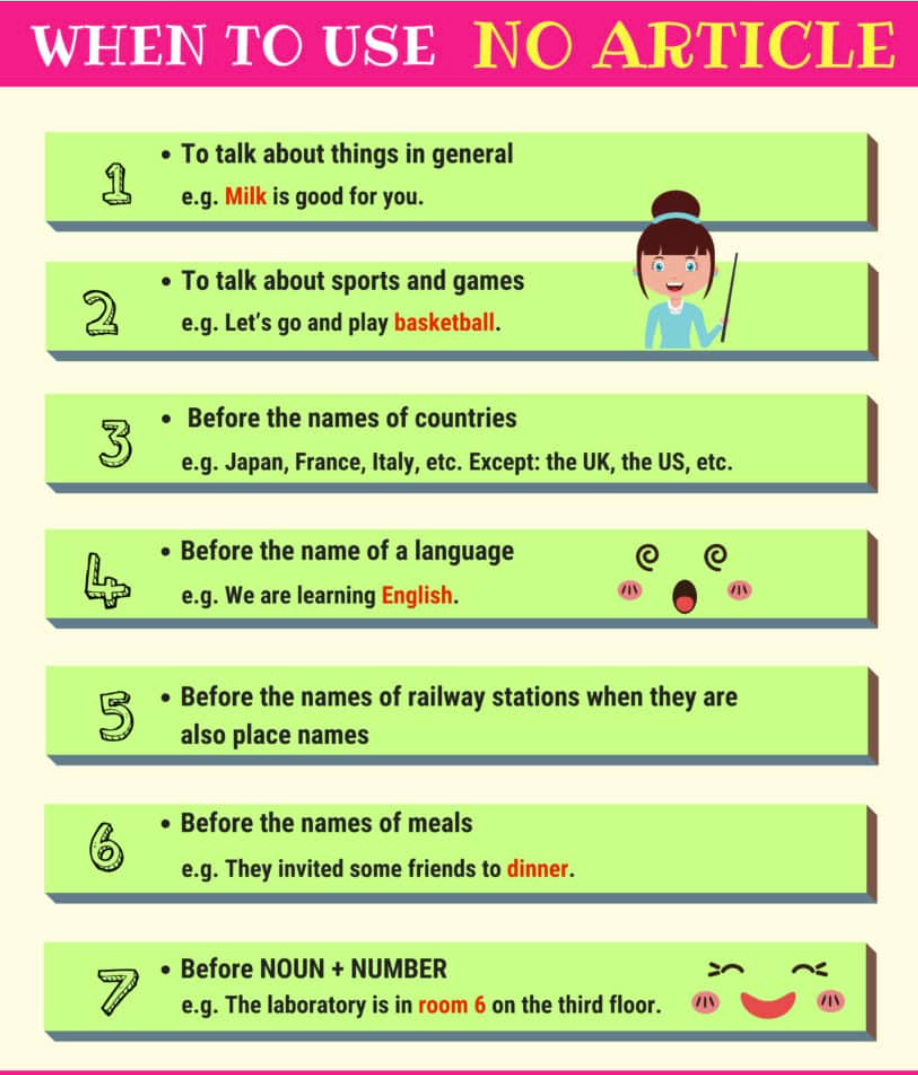 WHEN TO USE NO ARTICLE
1
• To talk about things in general
e.g. Milk is good for you.
2
• To talk about sports and games
e.g. Let's go and play basketball.
3
• Before the names of countries
e.g. Japan, France, Italy, etc. Except: the UK, the US, etc.
4
• Before the name of a language
e.g. We are learning English.
5
• Before the names of railway stations when they are
also place names
6
• Before the names of meals
e.g. They invited some friends to dinner.
7
• Before NOUN + NUMBER
e.g. The laboratory is in room 6 on the third floor.